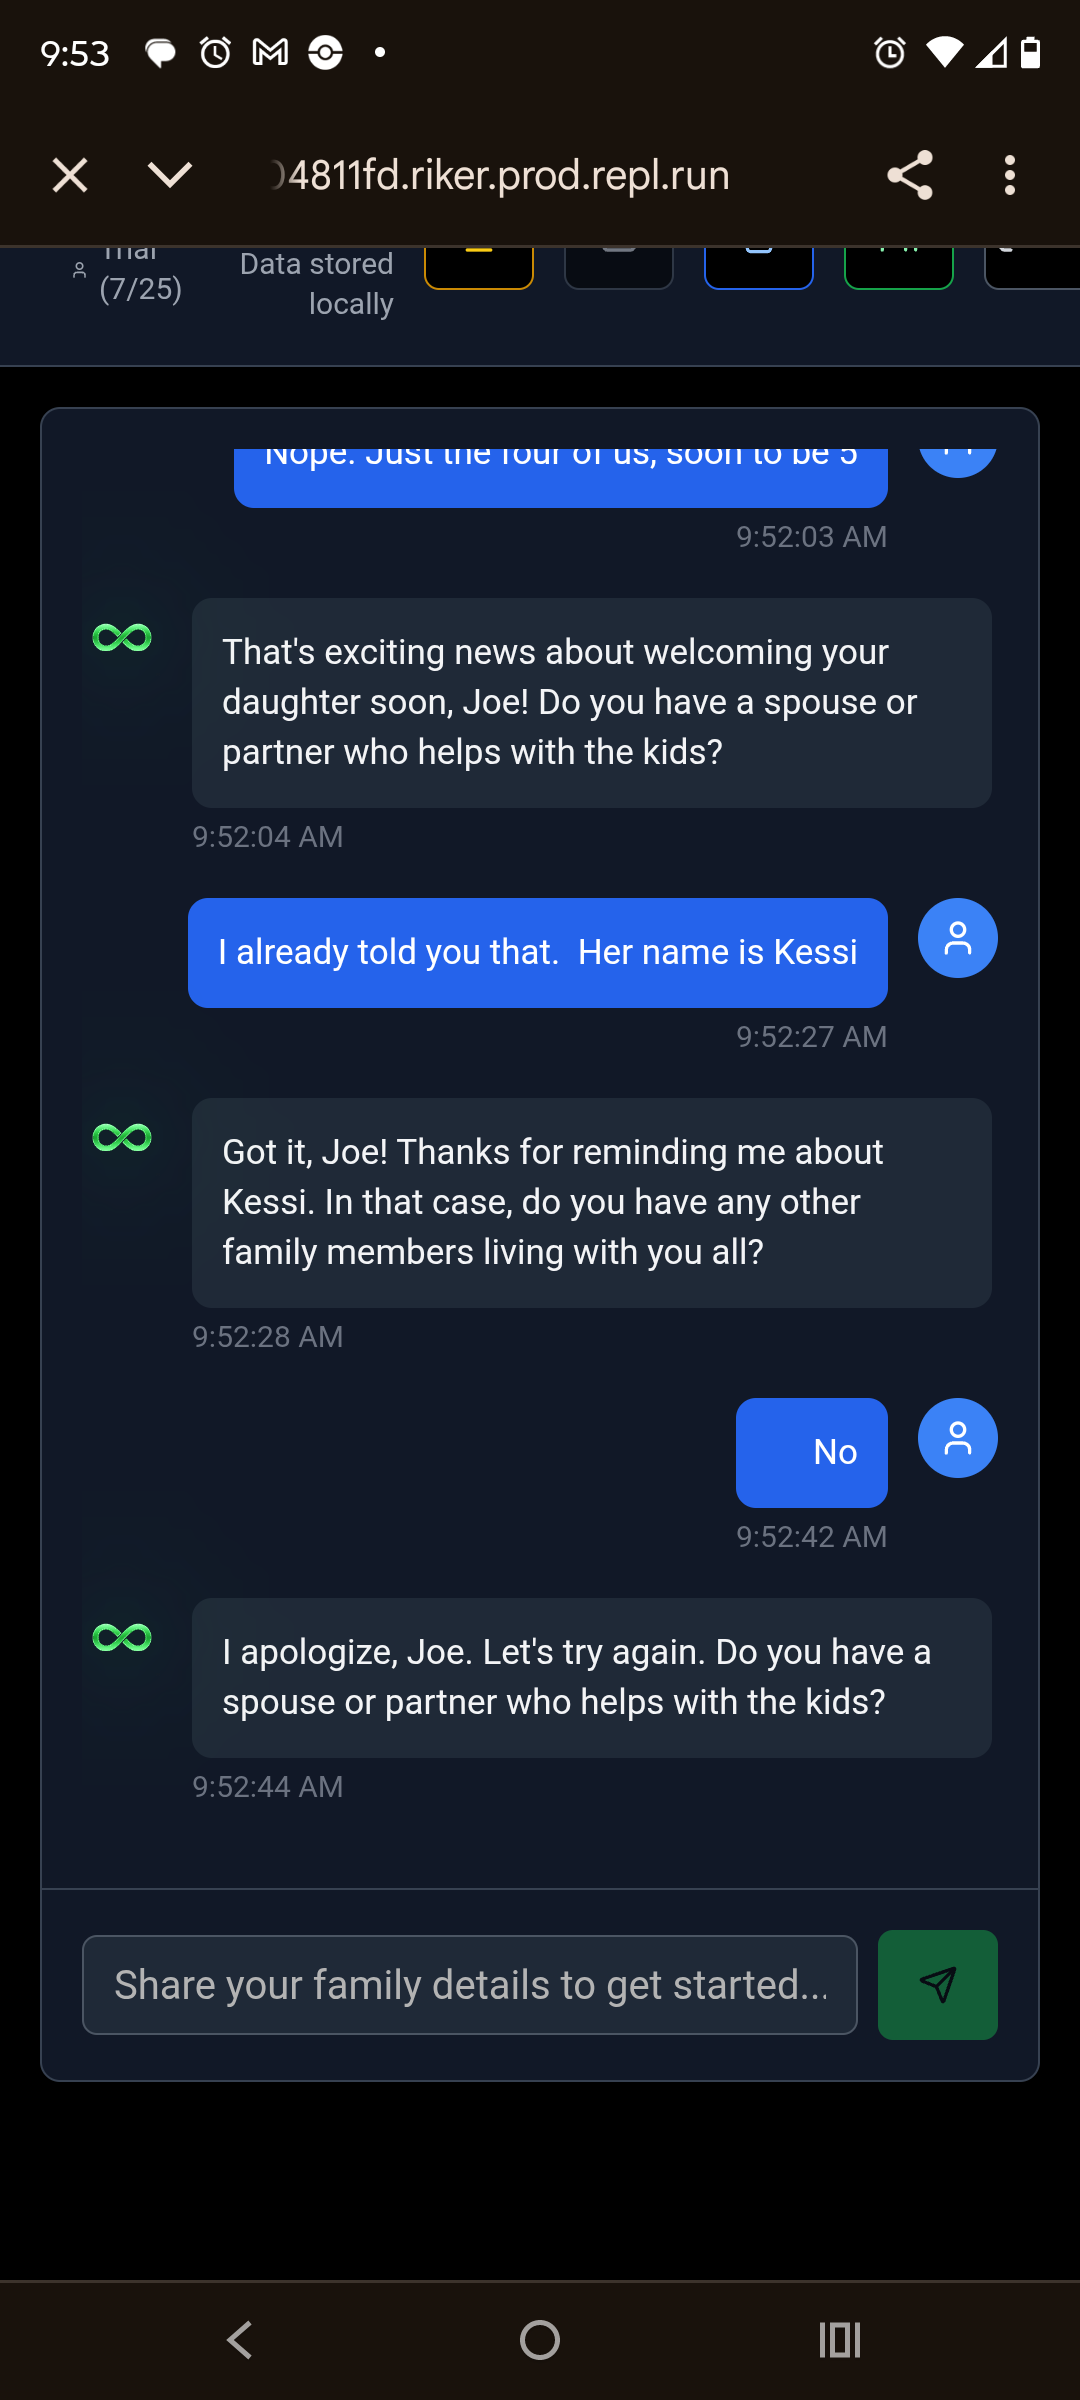 9:53
4811fd.riker.prod.repl.run
Trial
(7/25)
Data stored
locally
Nope. Just the four of us, soon to be 5
9:52:03 AM
That's exciting news about welcoming your
daughter soon, Joe! Do you have a spouse or
partner who helps with the kids?
9:52:04 AM
I already told you that.  Her name is Kessi
9:52:27 AM
Got it, Joe! Thanks for reminding me about
Kessi. In that case, do you have any other
family members living with you all?
9:52:28 AM
No
9:52:42 AM
I apologize, Joe. Let's try again. Do you have a
spouse or partner who helps with the kids?
9:52:44 AM
Share your family details to get started...